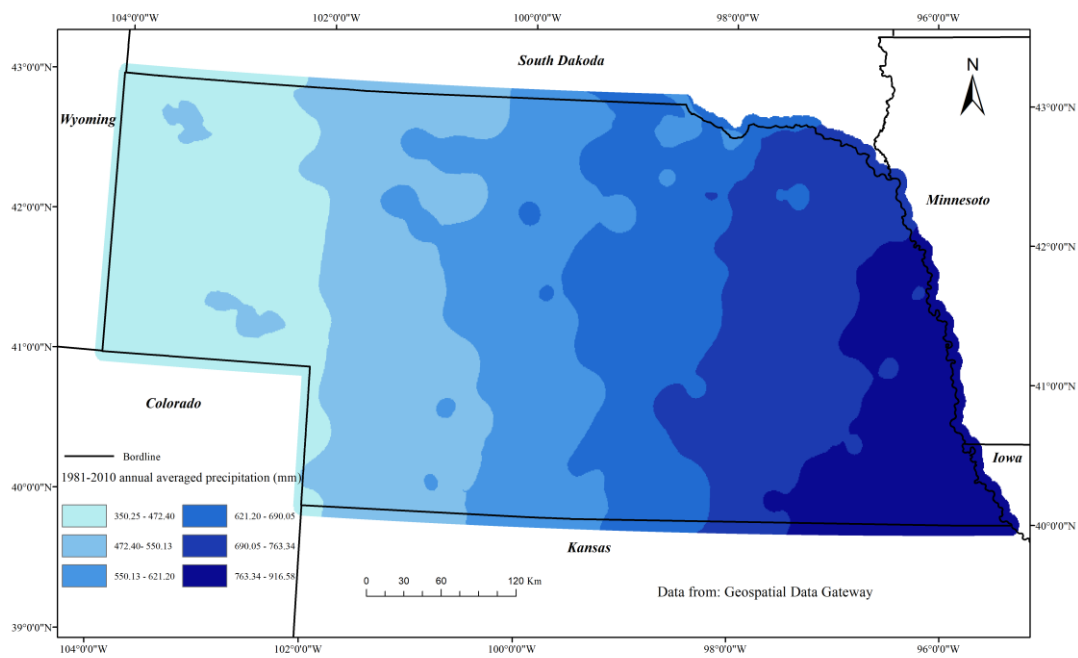 104°0'0"W 102°0'0"W 100°0'0"W 98°0'0"W 96°0'0"W
South Dakota
43°0'0"N
N
43°0'0"N
Wyoming
42°0'0"N
Minnesoto
42°0'0"N
41°0'0"N
41°0'0"N
Colorado
Bordline
Iowa
1981-2010 annual averaged precipitation (mm)
40°0'0"N
350.25 - 472.40 621.20 - 690.05
40°0'0"N
472.40- 550.13 690.05 - 763.34
Kansas
550.13 - 621.20 763.34 - 916.58
0 30 60 120 Km
Data from: Geospatial Data Gateway
39°0'0"N
104°0'0"W 102°0'0"W 100°0'0"W 98°0'0"W 96°0'0"W